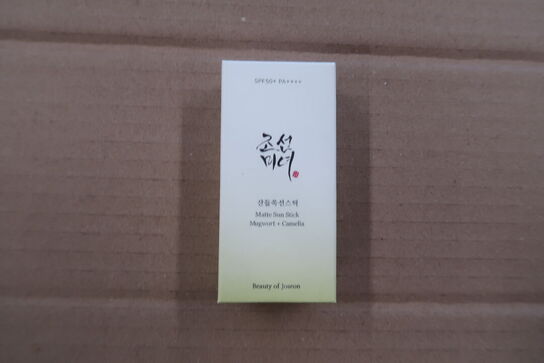 SPF50+ PA++++
조선
미녀
산들쑥선스틱
Matte Sun Stick
Mugwort + Camelia
Beauty of Joseon